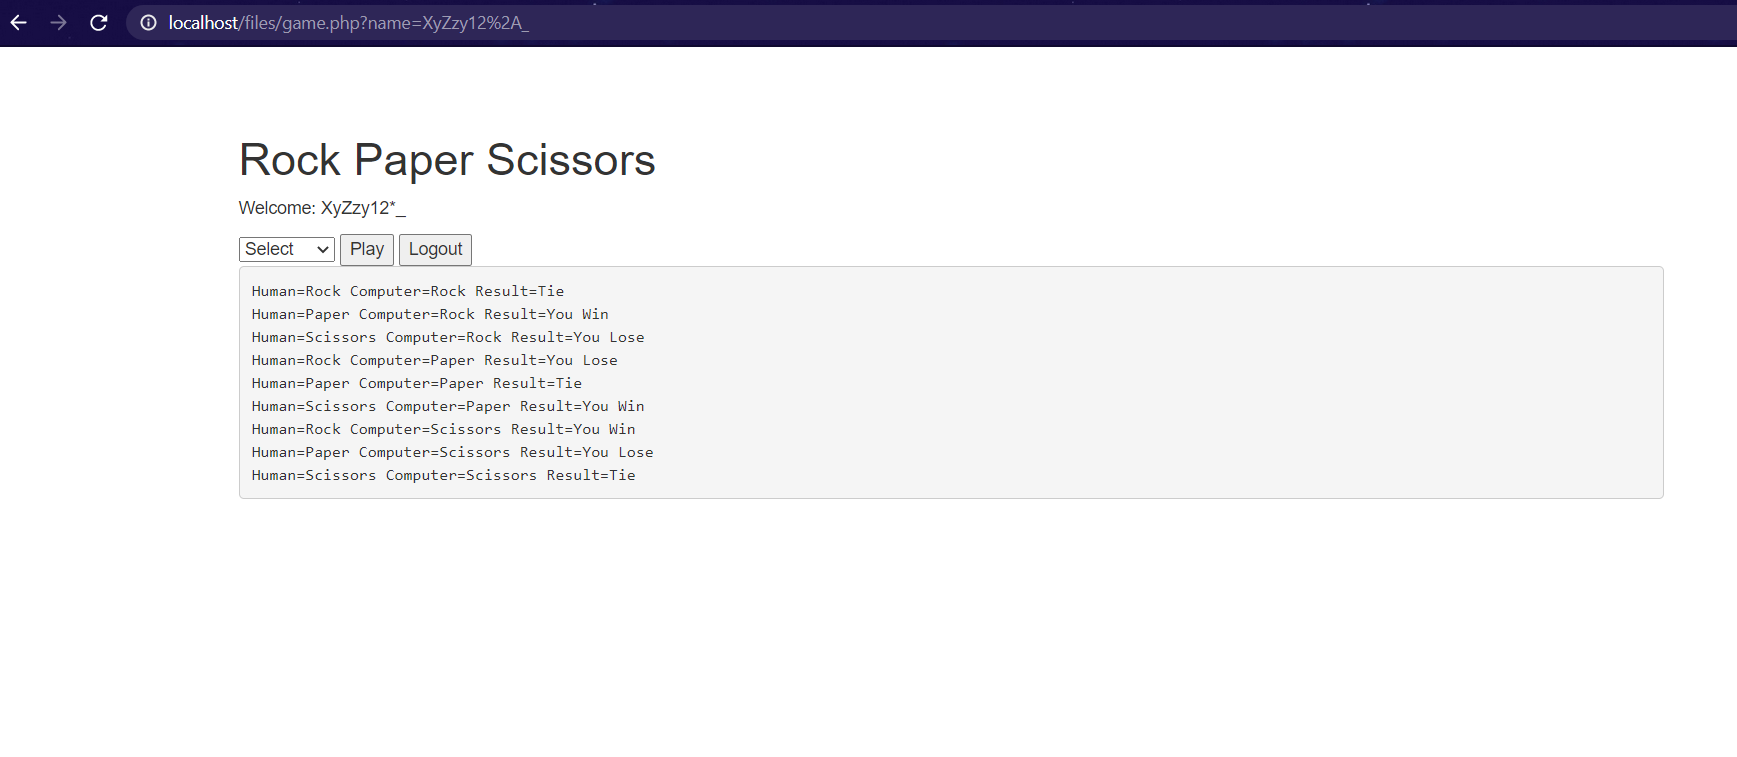 localhost/files/game.php?name=XyZzy12%2A_
Rock Paper Scissors
Welcome: XyZzy12*_
Select Play Logout
Human=Rock Computer=Rock Result=Tie
Human=Paper Computer=Rock Result=You Win
Human=Scissors Computer=Rock Result=You Lose
Human=Rock Computer=Paper Result=You Lose
Human=Paper Computer=Paper Result=Tie
Human=Scissors Computer=Paper Result=You Win
Human=Rock Computer=Scissors Result=You Win
Human=Paper Computer=Scissors Result=You Lose
Human=Scissors Computer=Scissors Result=Tie